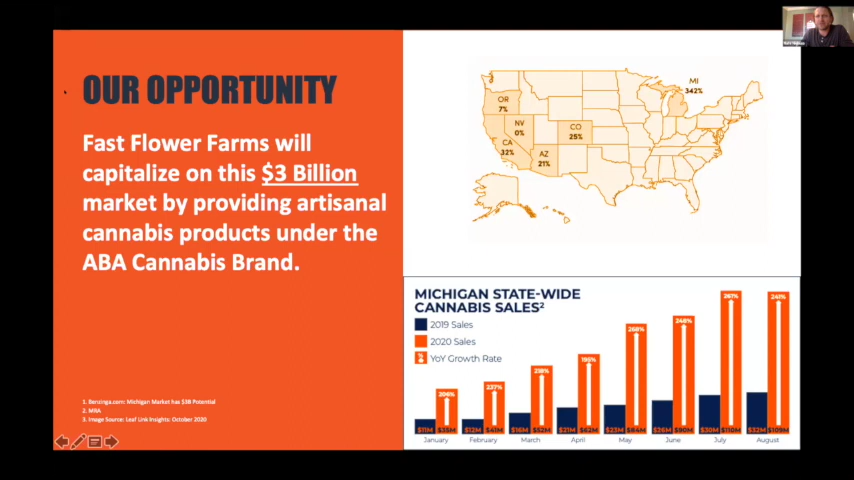 OUR OPPORTUNITY
Fast Flower Farms will
capitalize on this $3 Billion
market by providing artisanal
cannabis products under the
ABA Cannabis Brand.
1. Benzinga.com: Michigan Market has $3B Potential
2. MRA
3. Image Source: Leaf Link Insights: October 2020
MI
342%
OR
7%
NV
0%
CO
25%
CA
32%
AZ
21%
MICHIGAN STATE-WIDE
CANNABIS SALES²
2019 Sales
2020 Sales
% YoY Growth Rate
206% 237% 219% 195% 268% 248% 261% 241%
$11M $35M $12M $41M $16M $52M $21M $62M $23M $84M $26M $90M $30M $110M $32M $109M
January February March April May June July August